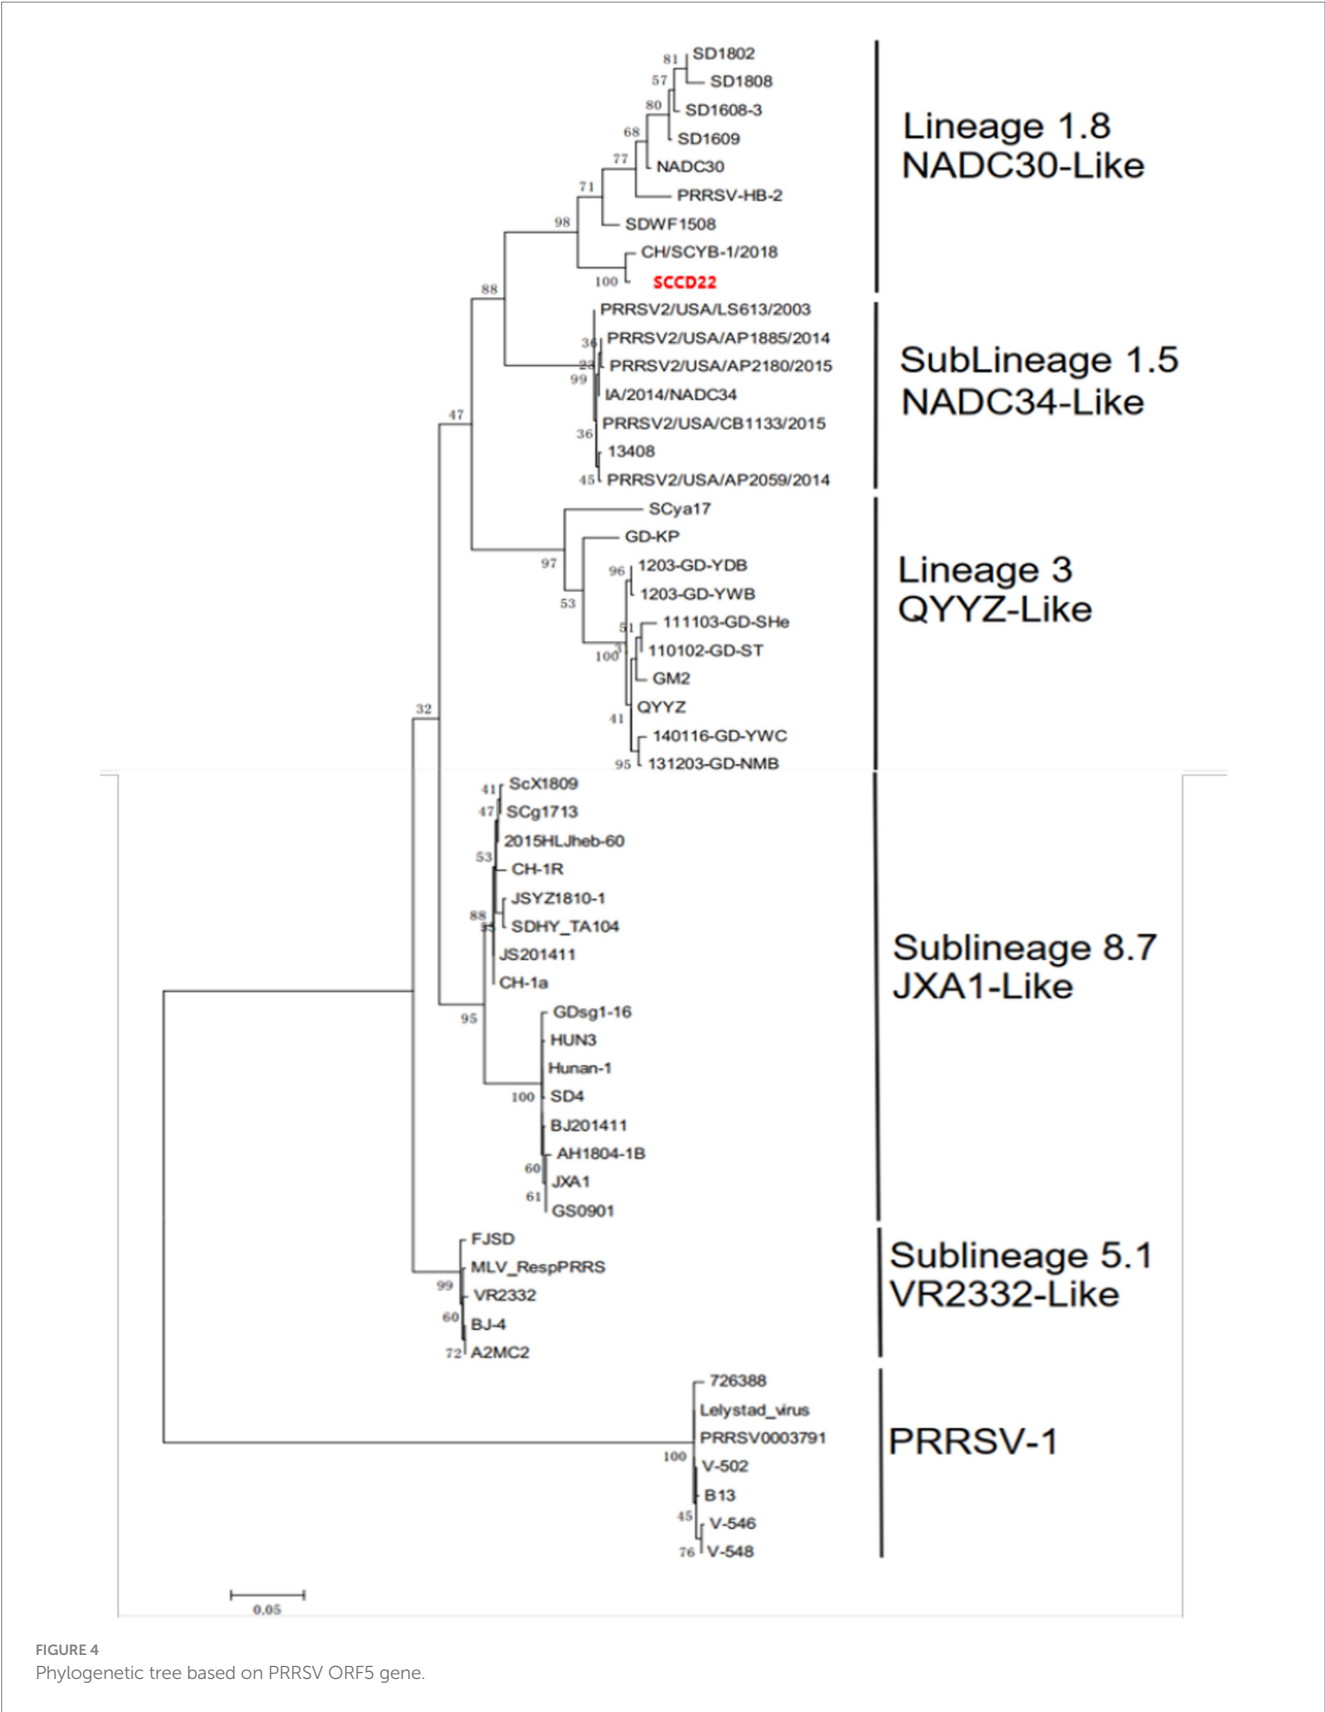 81
SD1802
57
SD1808
80
SD1608-3
68
SD1609
77
NADC30
71
PRRSV-HB-2
98
SDWF1508
CH/SCYB-1/2018
100
SCCD22
Lineage 1.8
NADC30-Like
88
PRRSV2/USA/LS613/2003
36
PRRSV2/USA/AP1885/2014
23
PRRSV2/USA/AP2180/2015
99
IA/2014/NADC34
PRRSV2/USA/CB1133/2015
36
13408
45
PRRSV2/USA/AP2059/2014
SubLineage 1.5
NADC34-Like
47
SCya17
GD-KP
97
96
1203-GD-YDB
53
1203-GD-YWB
51
111103-GD-SHe
100
110102-GD-ST
GM2
QYYZ
41
140116-GD-YWC
95
131203-GD-NMB
Lineage 3
QYYZ-Like
32
41
ScX1809
47
SCg1713
2015HLJheb-60
53
CH-1R
JSYZ1810-1
88
SDHY_TA104
JS201411
CH-1a
95
GDsg1-16
HUN3
Hunan-1
100
SD4
BJ201411
AH1804-1B
60
JXA1
61
GS0901
Sublineage 8.7
JXA1-Like
FJSD
MLV_RespPRRS
99
VR2332
60
BJ-4
72
A2MC2
Sublineage 5.1
VR2332-Like
726388
Lelystad_virus
PRRSV0003791
100
V-502
B13
45
V-546
76
V-548
PRRSV-1
0.05
FIGURE 4
Phylogenetic tree based on PRRSV ORF5 gene.